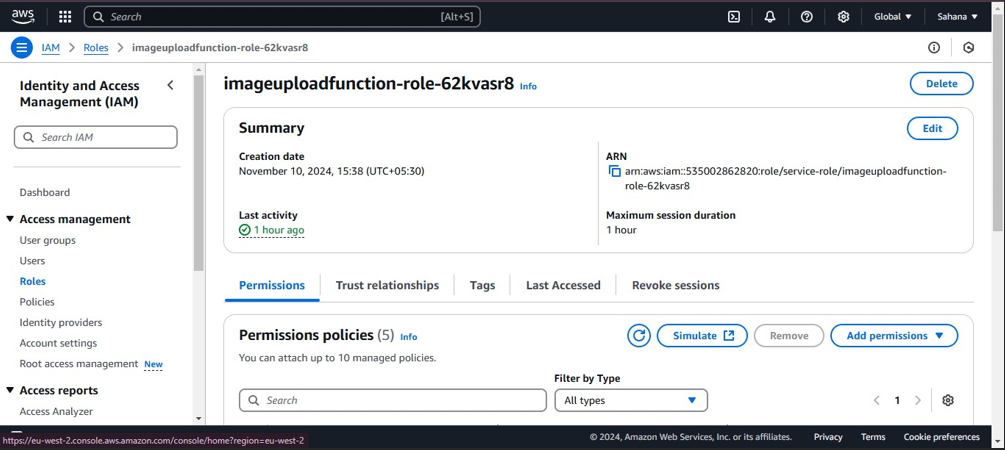 aws
Search [Alt+S] Global Sahana
IAM Roles imageuploadfunction-role-62kvasr8
Identity and Access
Management (IAM)
Search IAM
Dashboard
Access management
User groups
Users
Roles
Policies
Identity providers
Account settings
Root access management New
Access reports
Access Analyzer
imageuploadfunction-role-62kvasr8 Info
Delete
Summary
Edit
Creation date
November 10, 2024, 15:38 (UTC+05:30)
Last activity
1 hour ago
ARN
arn:aws:iam::535002862820:role/service-role/imageuploadfunction-
role-62kvasr8
Maximum session duration
1 hour
Permissions Trust relationships Tags Last Accessed Revoke sessions
Permissions policies (5) Info
Simulate Remove Add permissions
You can attach up to 10 managed policies.
Filter by Type
Search All types 1
https://eu-west-2.console.aws.amazon.com/console/home?region=eu-west-2
© 2024, Amazon Web Services, Inc. or its affiliates. Privacy Terms Cookie preferences